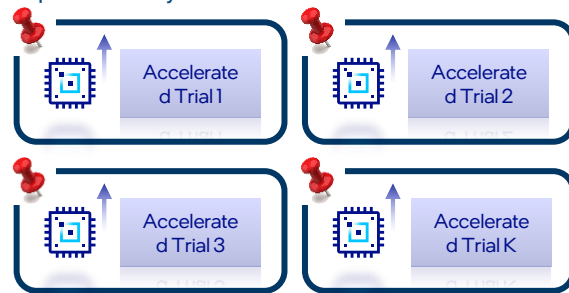 Accelerate
d Trial 1
Accelerate
d Trial 2
Accelerate
d Trial 3
Accelerate
d Trial K